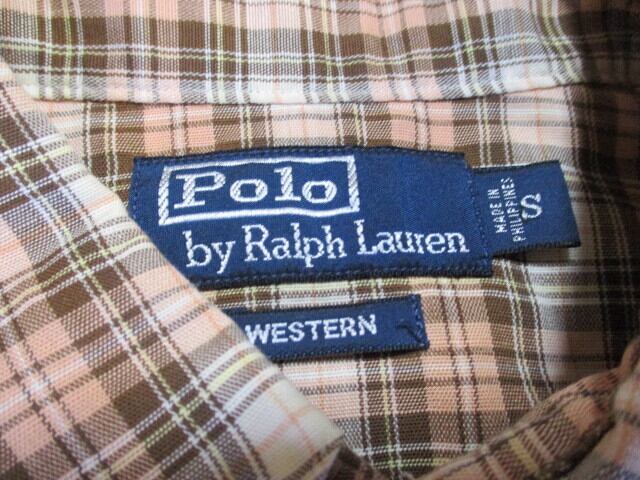 Polo
by Ralph Lauren
MADE IN
PHILIPPINES
S
WESTERN